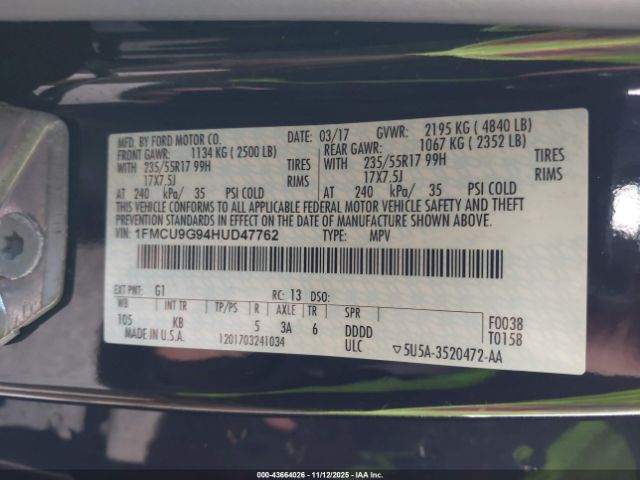 MFD. BY FORD MOTOR CO. DATE: 03/17 GVWR: 2195 KG ( 4840 LB)
FRONT GAWR: 1134 KG ( 2500 LB) REAR GAWR: 1067 KG ( 2352 LB)
WITH 235/55R17 99H TIRES WITH 235/55R17 99H TIRES
17X7.5J RIMS 17X7.5J RIMS
AT 240 kPa/ 35 PSI COLD AT 240 kPa/ 35 PSI COLD
THIS VEHICLE CONFORMS TO ALL APPLICABLE FEDERAL MOTOR VEHICLE SAFETY AND THEFT
PREVENTION STANDARDS IN EFFECT ON THE DATE OF MANUFACTURE SHOWN ABOVE.
VIN: 1FMCU9G94HUD47762 TYPE: MPV
EXT PNT: G1 RC: 13 DSO:
WB INT TR TP/PS R AXLE TR SPR
105 KB 5 3A 6 DDDD F0038
MADE IN U.S.A. 1201703241034 ULC T0158
▽5U5A-3520472-AA
000-43664026 - 11/12/2025 - IAA Inc.